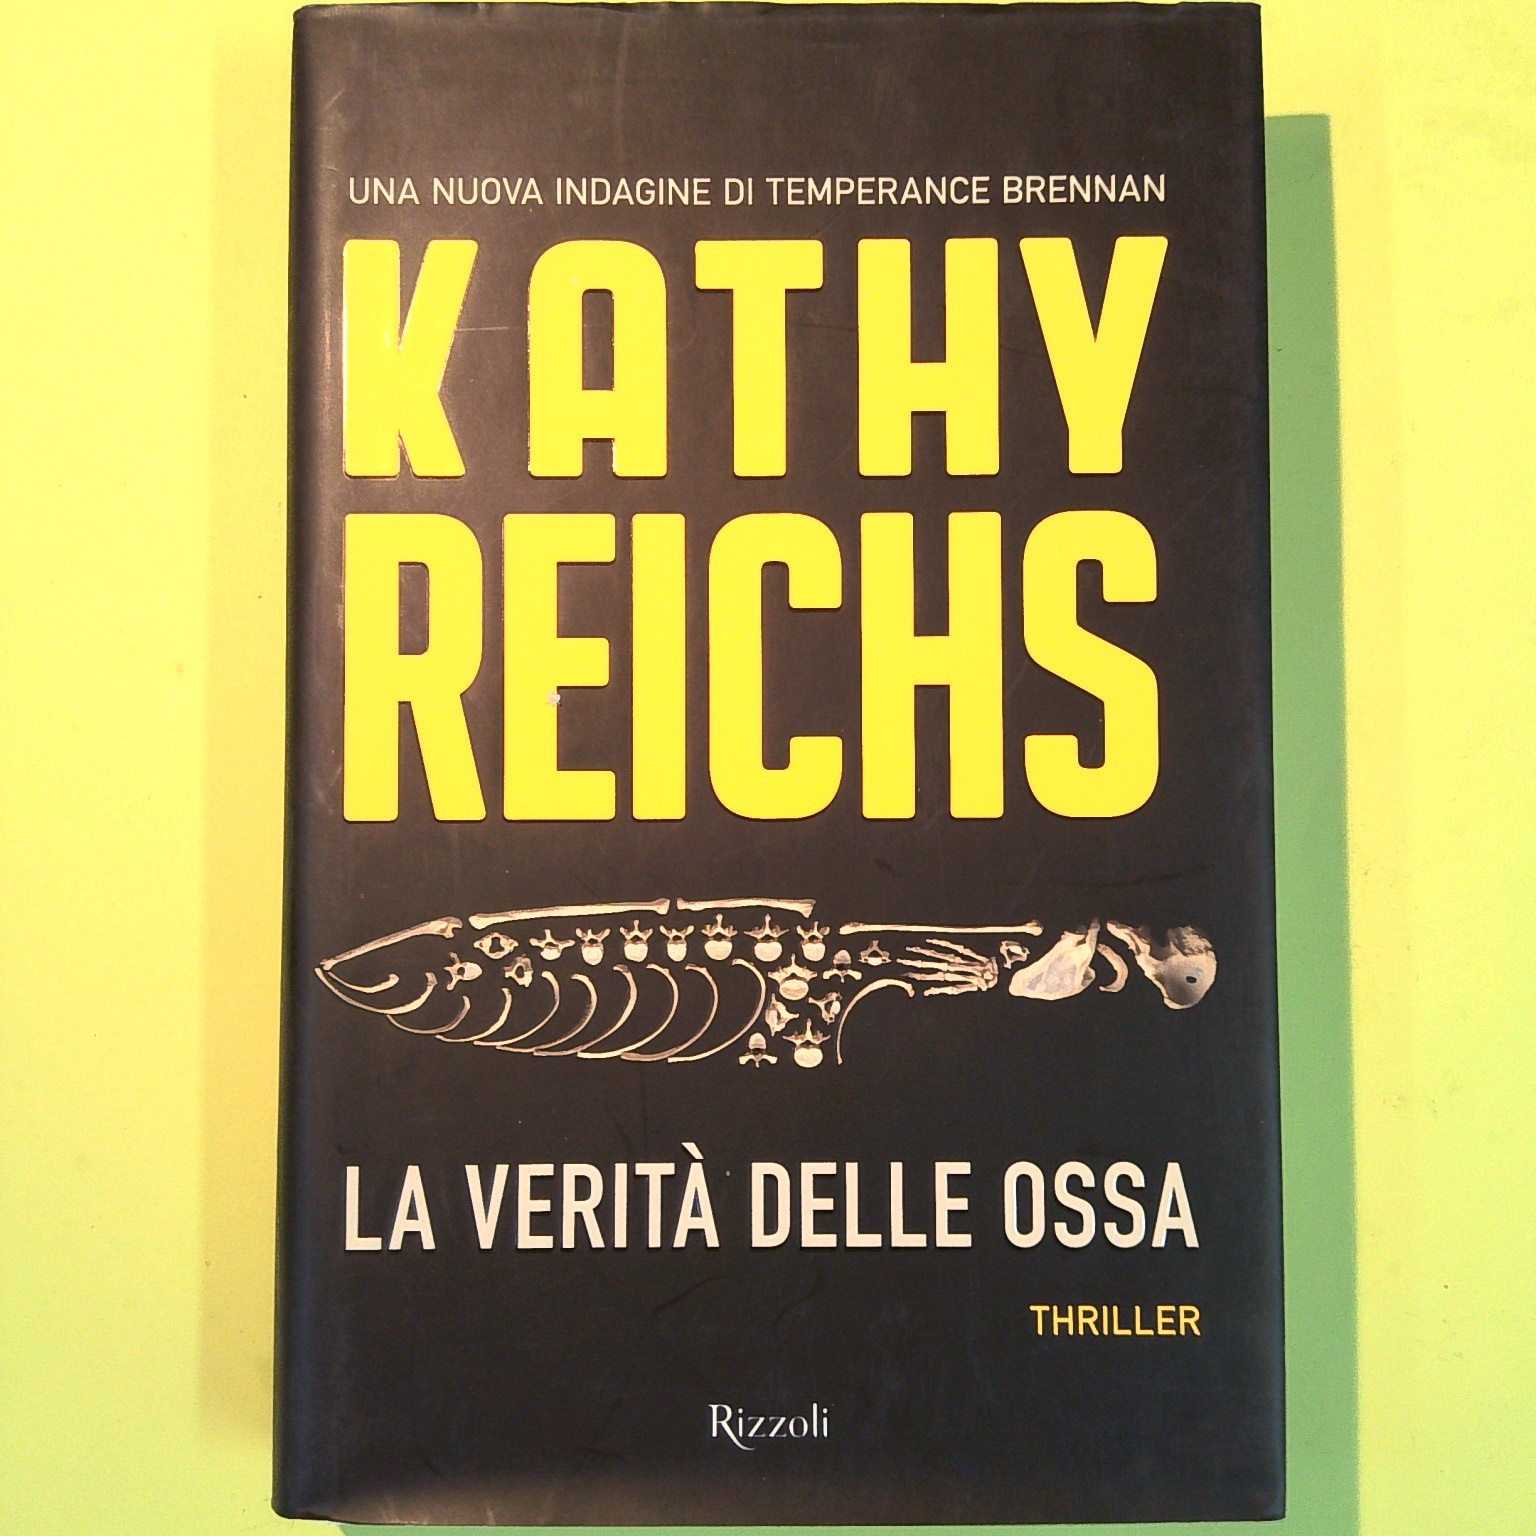 UNA NUOVA INDAGINE DI TEMPERANCE BRENNAN
KATHY
REICHS
LA VERITÀ DELLE OSSA
THRILLER
Rizzoli